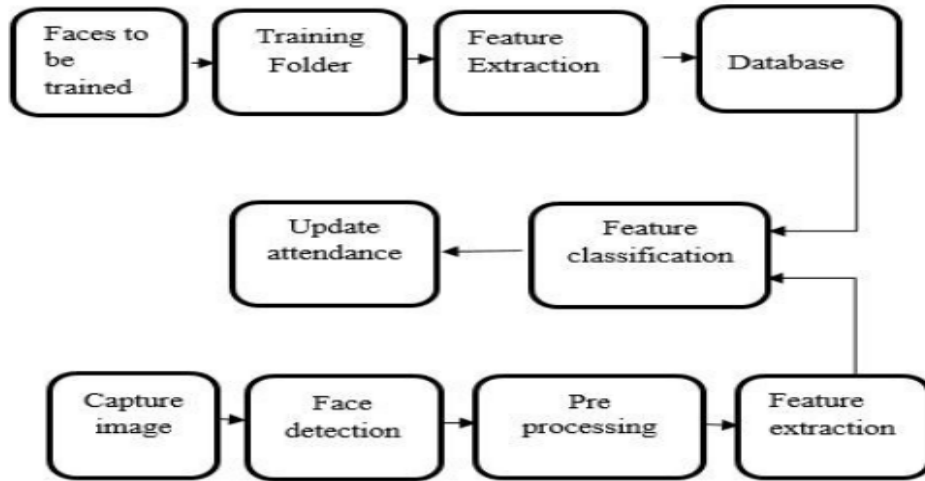 Faces to
be
trained
Training
Folder
Feature
Extraction
Database
Update
attendance
Feature
classification
Capture
image
Face
detection
Pre
processing
Feature
extraction